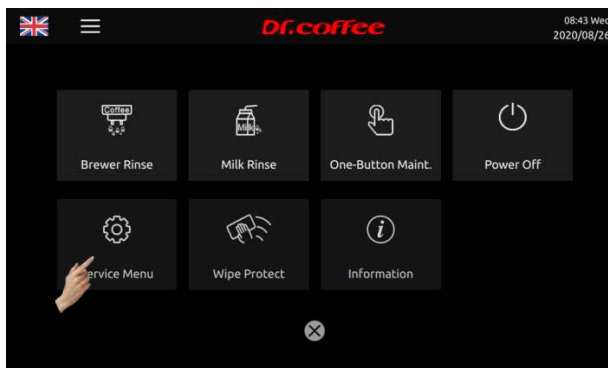 Dr.coffee
08:43 Wed
2020/08/26
Coffee
Milk
Brewer Rinse
Milk Rinse
One-Button Maint.
Power Off
i
Service Menu
Wipe Protect
Information